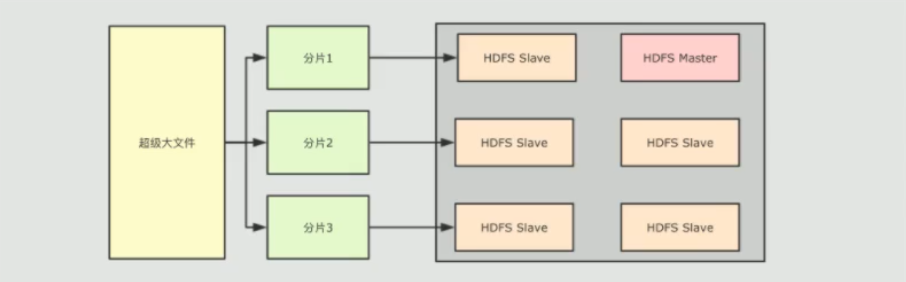 超级大文件
分片1
分片2
分片3
HDFS Slave
HDFS Master
HDFS Slave
HDFS Slave
HDFS Slave
HDFS Slave